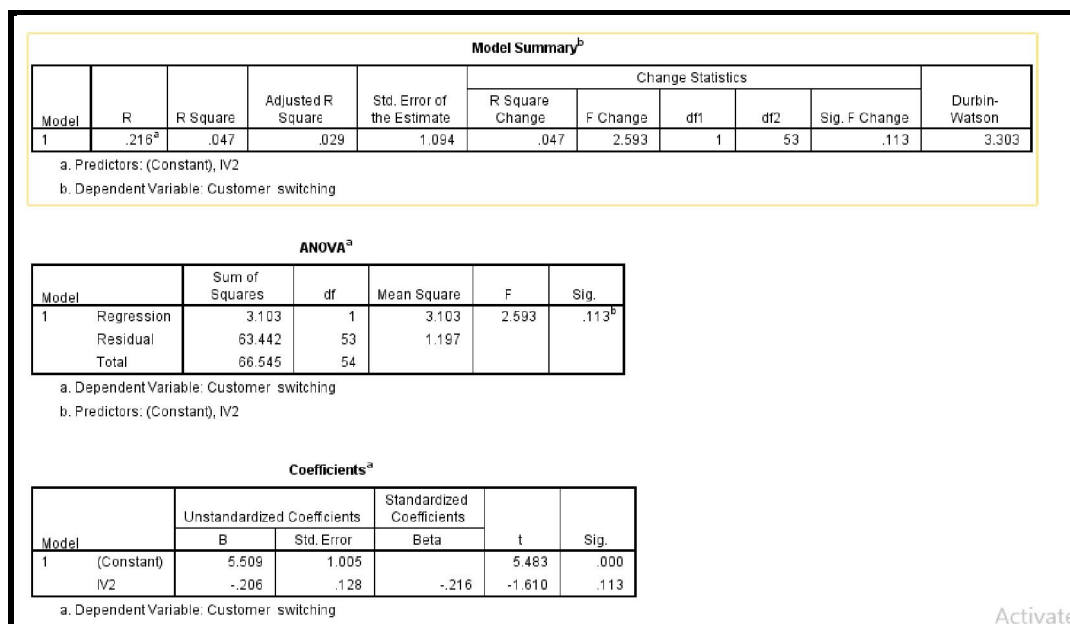 Model Summaryb
Change Statistics
Model R R Square Adjusted R Square Std. Error of the Estimate R Square Change F Change df1 df2 Sig. F Change Durbin-Watson
1 .216a .047 .029 1.094 .047 2.593 1 53 .113 3.303
a. Predictors: (Constant), IV2
b. Dependent Variable: Customer switching
ANOVAa
Model Sum of Squares df Mean Square F Sig.
1 Regression 3.103 1 3.103 2.593 .113b
Residual 63.442 53 1.197
Total 66.545 54
a. Dependent Variable: Customer switching
b. Predictors: (Constant), IV2
Coefficientsa
Unstandardized Coefficients Standardized Coefficients
Model B Std. Error Beta t Sig.
1 (Constant) 5.509 1.005 5.483 .000
IV2 -.206 .128 -.216 -1.610 .113
a. Dependent Variable: Customer switching
Activate